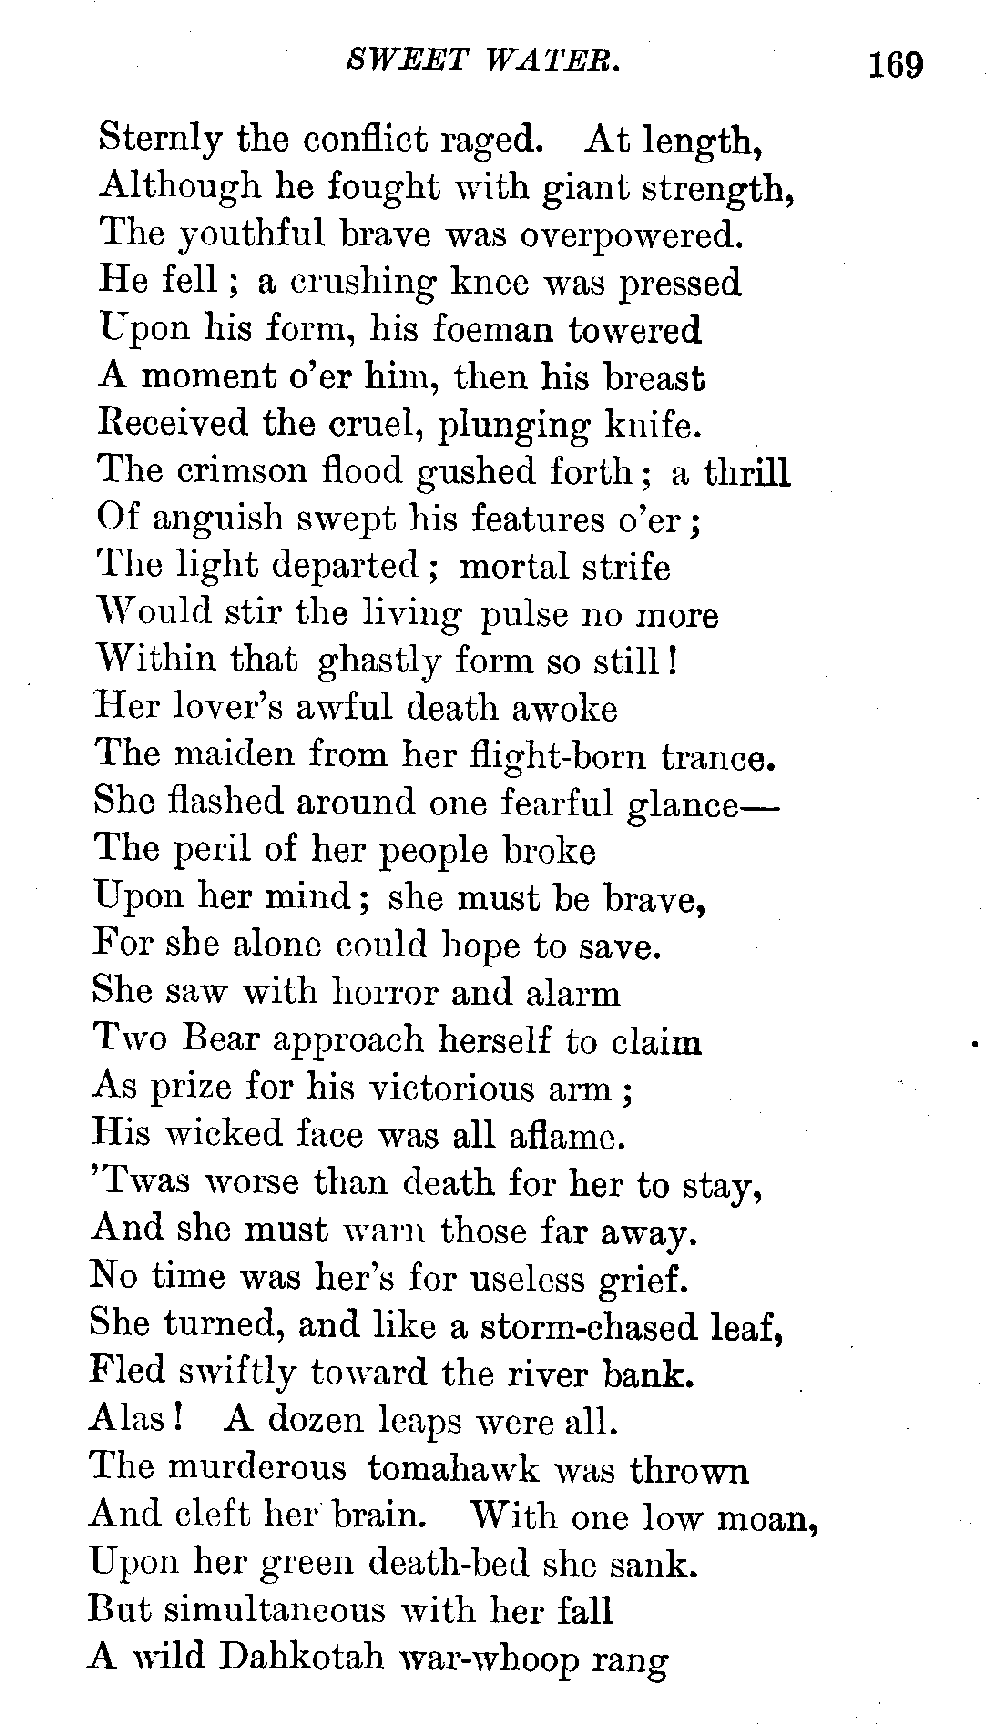 SWEET WATER. 169
Sternly the conflict raged. At length,
Although he fought with giant strength,
The youthful brave was overpowered.
He fell; a crushing knee was pressed
Upon his form, his foeman towered
A moment o'er him, then his breast
Received the cruel, plunging knife.
The crimson flood gushed forth; a thrill
Of anguish swept his features o'er;
The light departed; mortal strife
Would stir the living pulse no more
Within that ghastly form so still!
Her lover's awful death awoke
The maiden from her flight-born trance.
She flashed around one fearful glance—
The peril of her people broke
Upon her mind; she must be brave,
For she alone could hope to save.
She saw with horror and alarm
Two Bear approach herself to claim
As prize for his victorious arm;
His wicked face was all aflame.
'Twas worse than death for her to stay,
And she must warn those far away.
No time was her's for useless grief.
She turned, and like a storm-chased leaf,
Fled swiftly toward the river bank.
Alas! A dozen leaps were all.
The murderous tomahawk was thrown
And cleft her brain. With one low moan,
Upon her green death-bed she sank.
But simultaneous with her fall
A wild Dahkotah war-whoop rang